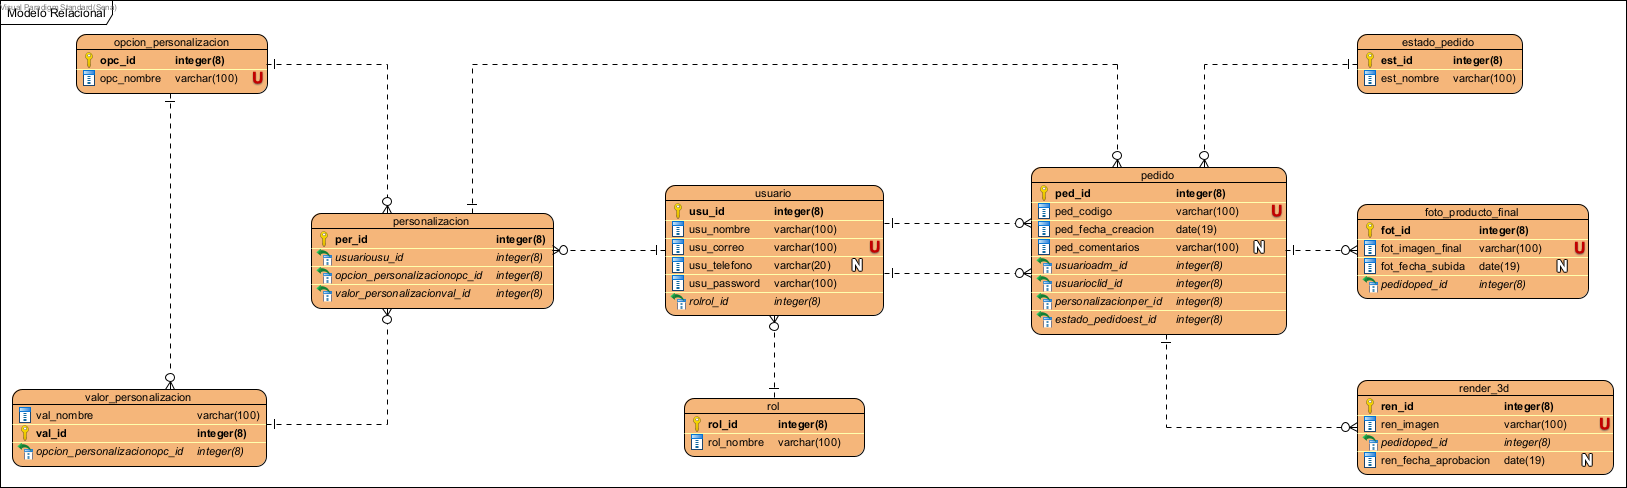 Visual Paradigm Standard(Sena)
Modelo Relacional
opcion_personalizacion
opc_id integer(8)
opc_nombre varchar(100) U
estado_pedido
est_id integer(8)
est_nombre varchar(100)
personalizacion
per_id integer(8)
usuariousu_id integer(8)
opcion_personalizacionopc_id integer(8)
valor_personalizacionval_id integer(8)
usuario
usu_id integer(8)
usu_nombre varchar(100)
usu_correo varchar(100) U
usu_telefono varchar(20) N
usu_password varchar(100)
rolrol_id integer(8)
pedido
ped_id integer(8)
ped_codigo varchar(100) U
ped_fecha_creacion date(19)
ped_comentarios varchar(100) N
usuarioadm_id integer(8)
usuarioclid_id integer(8)
personalizacionper_id integer(8)
estado_pedidoest_id integer(8)
foto_producto_final
fot_id integer(8)
fot_imagen_final varchar(100) U
fot_fecha_subida date(19) N
pedidoped_id integer(8)
valor_personalizacion
val_nombre varchar(100)
val_id integer(8)
opcion_personalizacionopc_id integer(8)
rol
rol_id integer(8)
rol_nombre varchar(100)
render_3d
ren_id integer(8)
ren_imagen varchar(100) U
pedidoped_id integer(8)
ren_fecha_aprobacion date(19) N